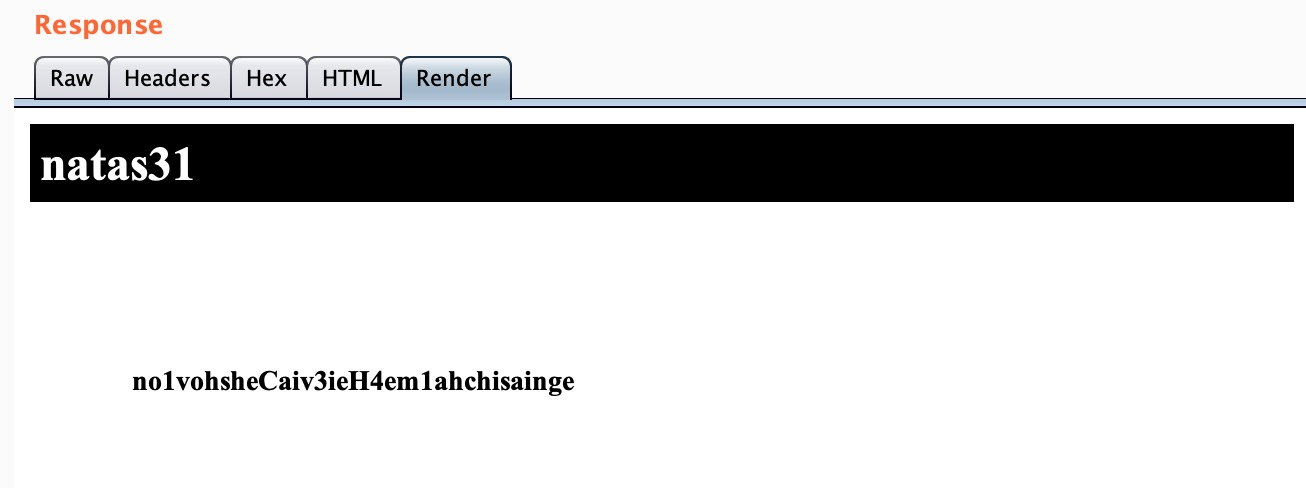 Response
Raw Headers Hex HTML Render
natas31
no1vohsheCaiv3ieH4em1ahchisainge